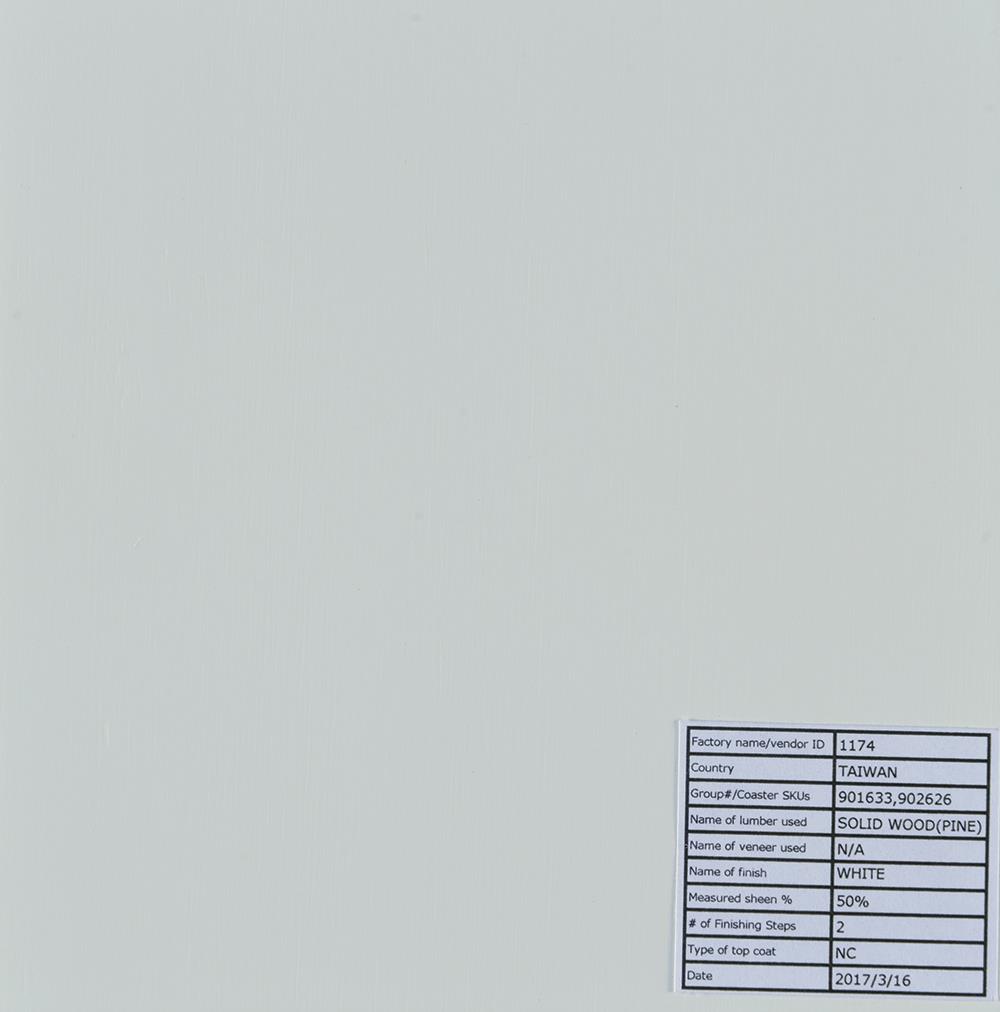 Factory name/vendor ID 1174
Country TAIWAN
Group#/Coaster SKUs 901633,902626
Name of lumber used SOLID WOOD(PINE)
Name of veneer used N/A
Name of finish WHITE
Measured sheen % 50%
# of Finishing Steps 2
Type of top coat NC
Date 2017/3/16